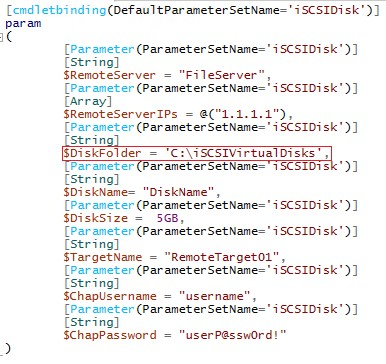 [cmdletbinding(DefaultParameterSetName='iSCSIDisk')]
param
(
[Parameter(ParameterSetName='iSCSIDisk')]
[String]
$RemoteServer = "FileServer",
[Parameter(ParameterSetName='iSCSIDisk')]
[Array]
$RemoteServerIPs = @("1.1.1.1"),
[Parameter(ParameterSetName='iSCSIDisk')]
[String]
$DiskFolder = 'C:\iSCSIVirtualDisks',
[Parameter(ParameterSetName='iSCSIDisk')]
[String]
$DiskName= "DiskName",
[Parameter(ParameterSetName='iSCSIDisk')]
$DiskSize =  5GB,
[Parameter(ParameterSetName='iSCSIDisk')]
[String]
$TargetName = "RemoteTarget01",
[Parameter(ParameterSetName='iSCSIDisk')]
[String]
$ChapUsername = "username",
[Parameter(ParameterSetName='iSCSIDisk')]
[String]
$ChapPassword = "userP@ssw0rd!"
)